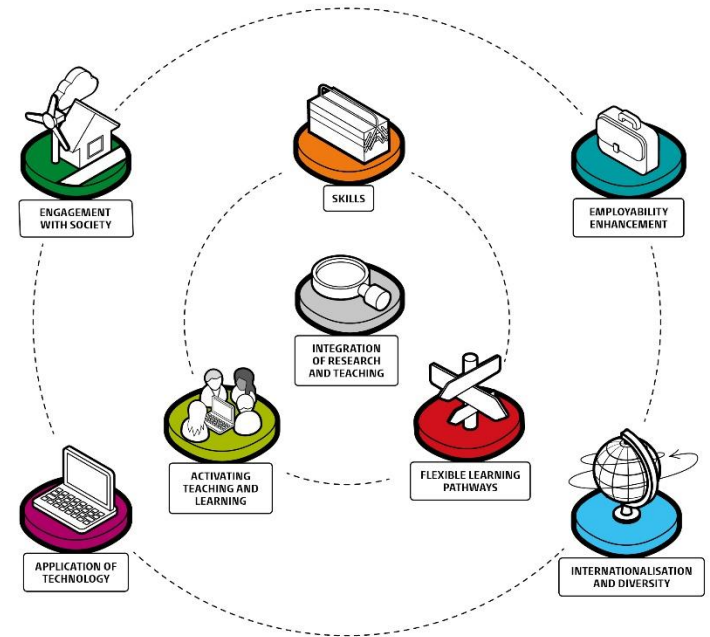 ENGAGEMENT
WITH SOCIETY
SKILLS
EMPLOYABILITY
ENHANCEMENT
INTEGRATION
OF RESEARCH
AND TEACHING
ACTIVATING
TEACHING AND
LEARNING
FLEXIBLE LEARNING
PATHWAYS
APPLICATION OF
TECHNOLOGY
INTERNATIONALISATION
AND DIVERSITY